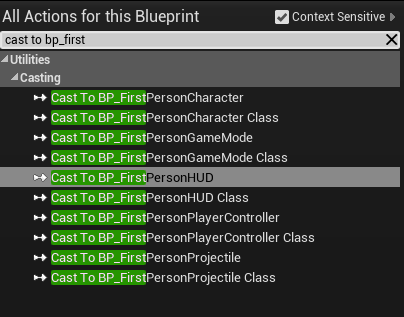 All Actions for this Blueprint
Context Sensitive
cast to bp_first
Utilities
Casting
Cast To BP_FirstPersonCharacter
Cast To BP_FirstPersonCharacter Class
Cast To BP_FirstPersonGameMode
Cast To BP_FirstPersonGameMode Class
Cast To BP_FirstPersonHUD
Cast To BP_FirstPersonHUD Class
Cast To BP_FirstPersonPlayerController
Cast To BP_FirstPersonPlayerController Class
Cast To BP_FirstPersonProjectile
Cast To BP_FirstPersonProjectile Class